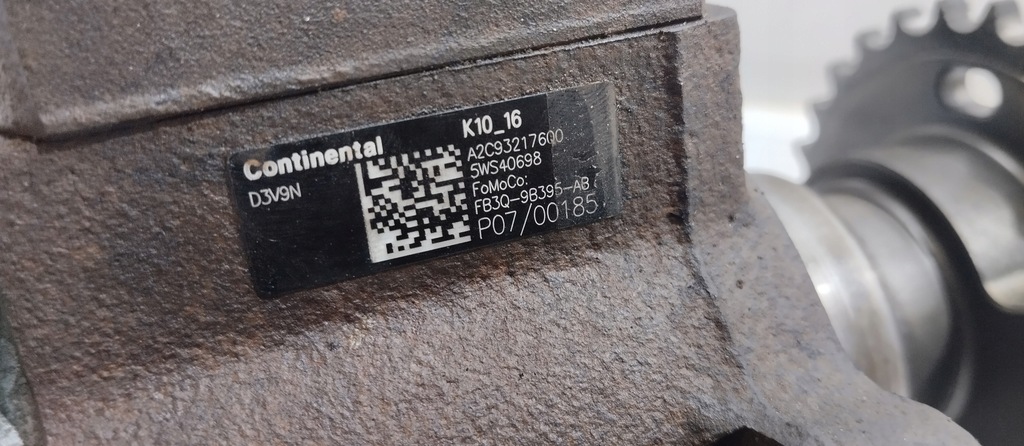 Continental
D3V9N
K10_16
A2C93217600
5WS40698
FoMoCo:
FB3Q-9B395-AB
P07/00185